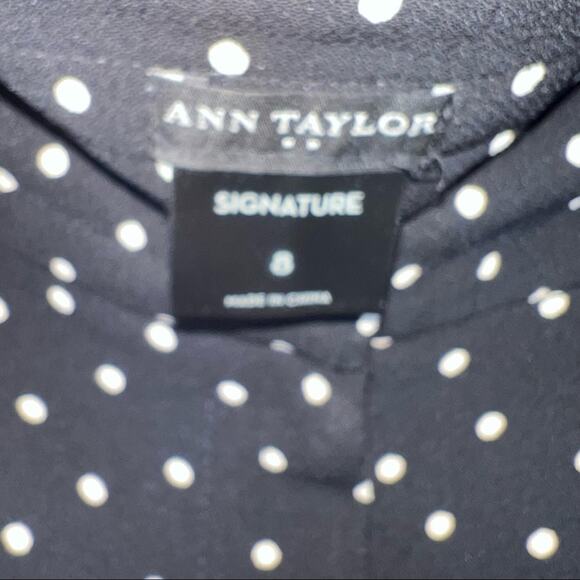 ANN TAYLOR
SIGNATURE
8
MADE IN CHINA